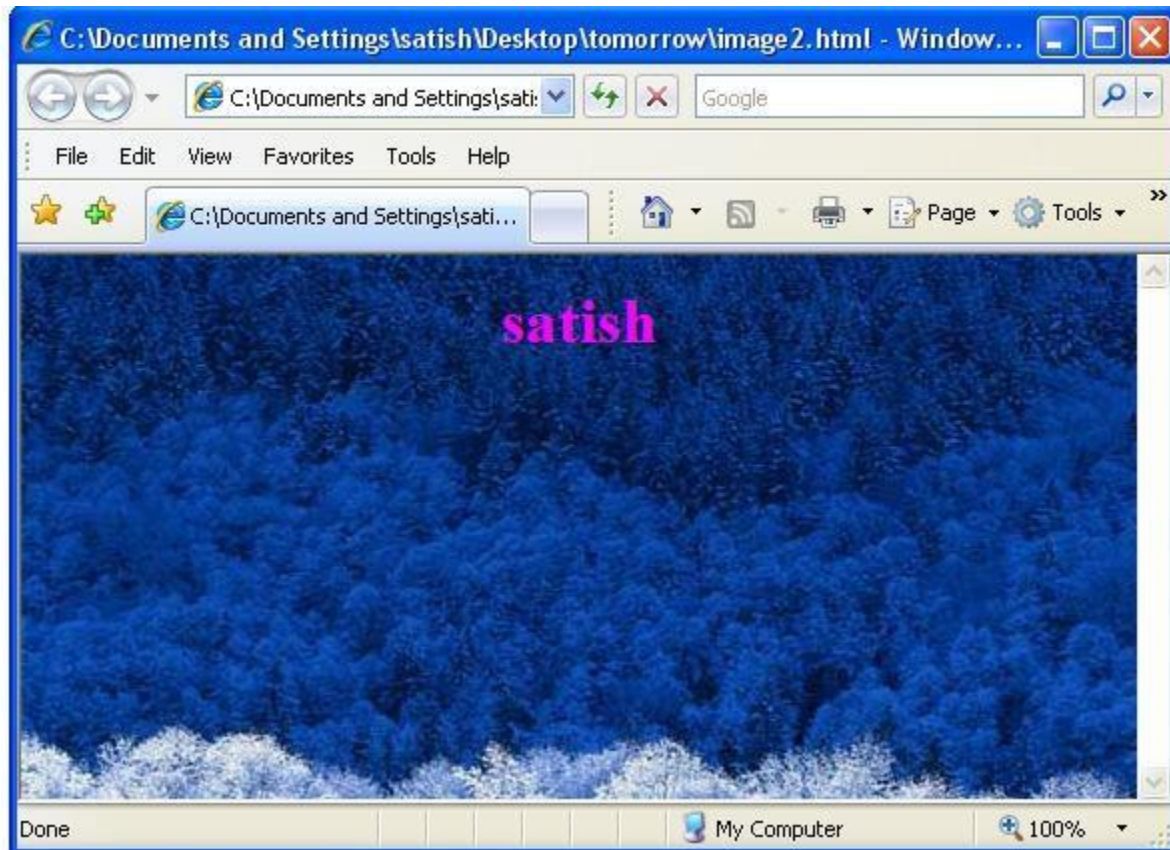 C:\Documents and Settings\satish\Desktop\tomorrow\image2.html - Window...
C:\Documents and Settings\sati
Google
File Edit View Favorites Tools Help
C:\Documents and Settings\sati...
Page Tools »
satish
Done My Computer 100%